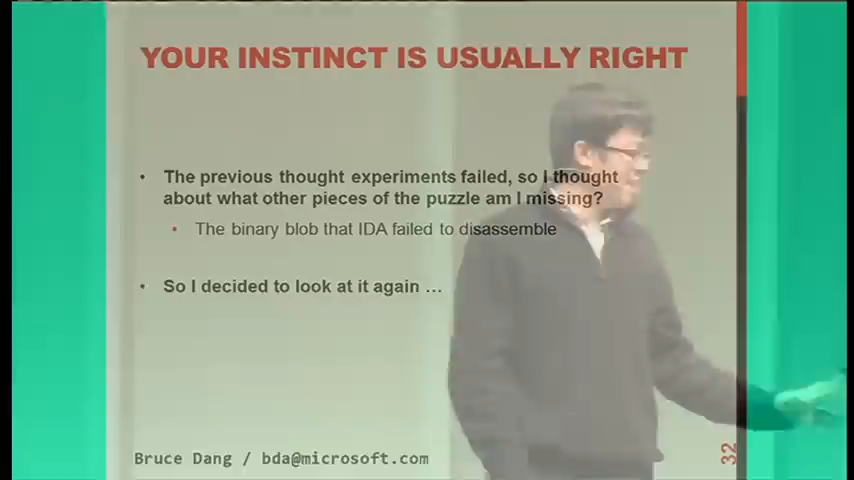 YOUR INSTINCT IS USUALLY RIGHT
• The previous thought experiments failed, so I thought
about what other pieces of the puzzle am I missing?
• The binary blob that IDA failed to disassemble
• So I decided to look at it again …
Bruce Dang / bda@microsoft.com
32